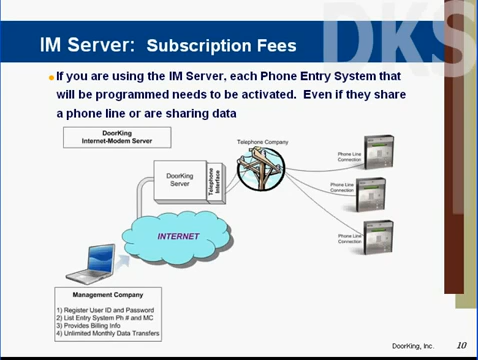 DKS
IM Server: Subscription Fees
If you are using the IM Server, each Phone Entry System that
will be programmed needs to be activated. Even if they share
a phone line or are sharing data
DoorKing
Internet-Modem Server
Telephone Company
DoorKing
Server
Telephone
Interface
Phone Line
Connection
Phone Line
Connection
Phone Line
Connection
INTERNET
Management Company
1) Register User ID and Password
2) List Entry System Ph # and MC
3) Provides Billing Info
4) Unlimited Monthly Data Transfers
DoorKing, Inc.
10